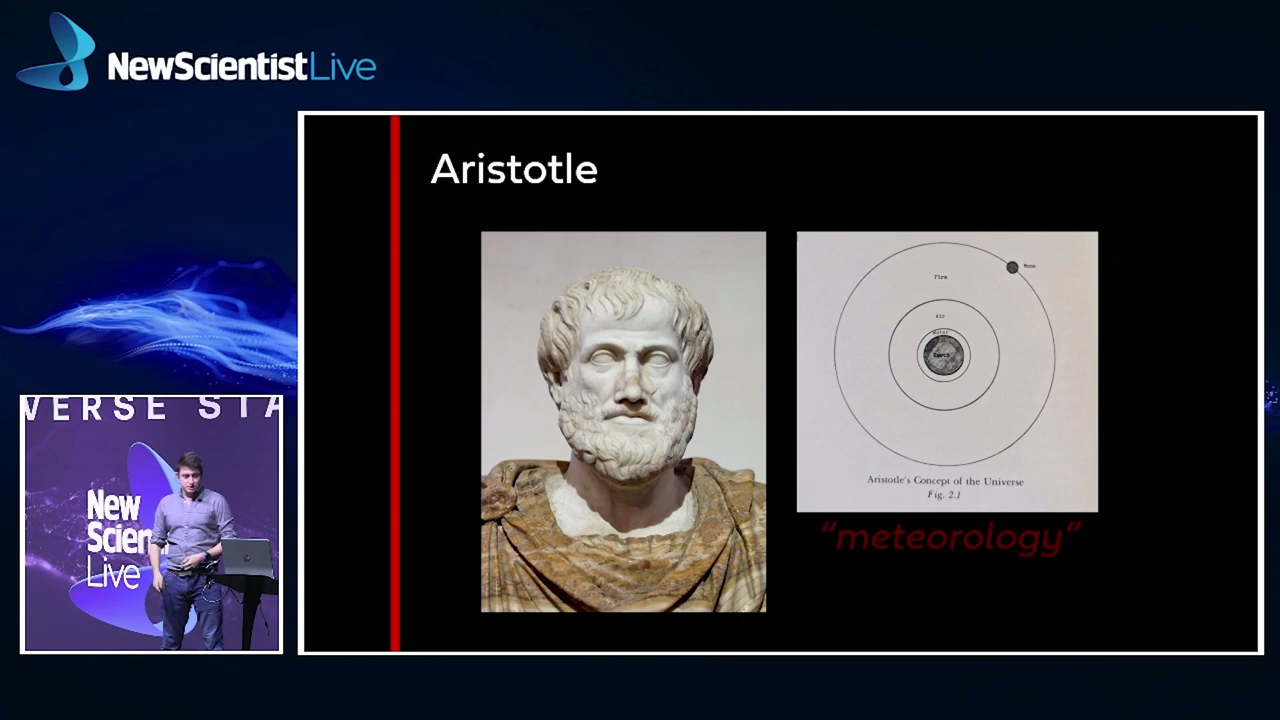 NewScientistLive
Aristotle
Fire
Moon
Air
Water
Earth
Aristotle's Concept of the Universe
Fig. 2.1
"meteorology"
VERSE STA
New
Scien
Live